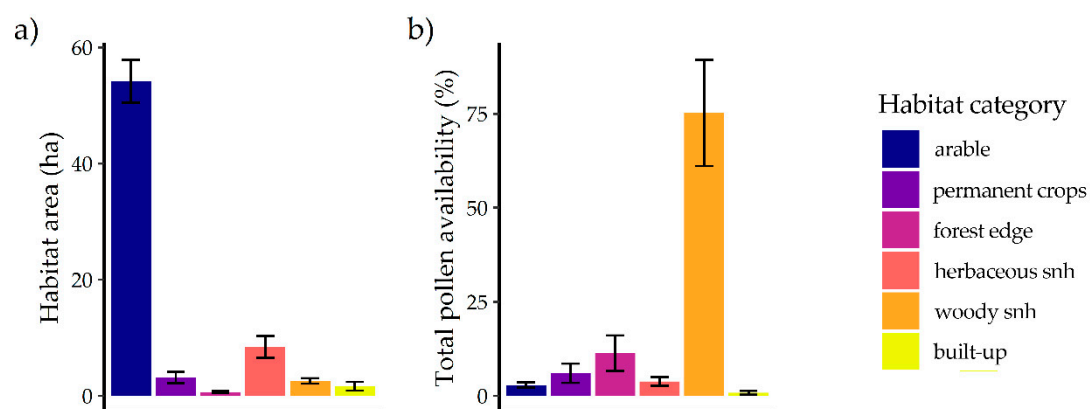 a)
Habitat area (ha)
60
40
20
0
b)
Total pollen availability (%)
75
50
25
0
Habitat category
arable
permanent crops
forest edge
herbaceous snh
woody snh
built-up